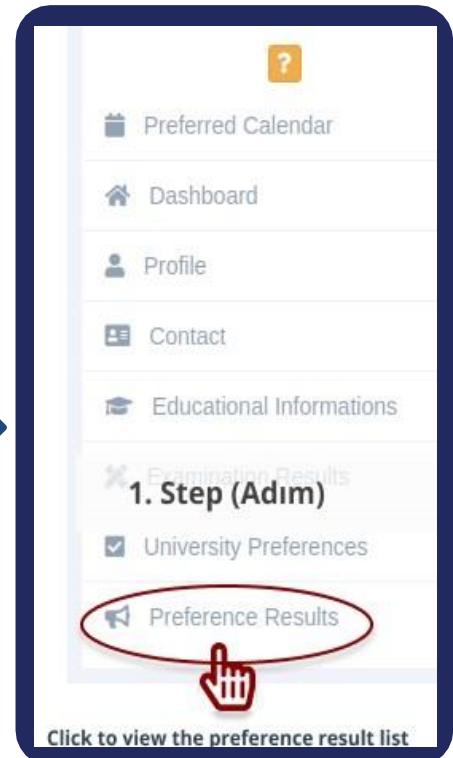 ?
Preferred Calendar
Dashboard
Profile
Contact
Educational Informations
Examination Results
1. Step (Adım)
University Preferences
Preference Results
Click to view the preference result list